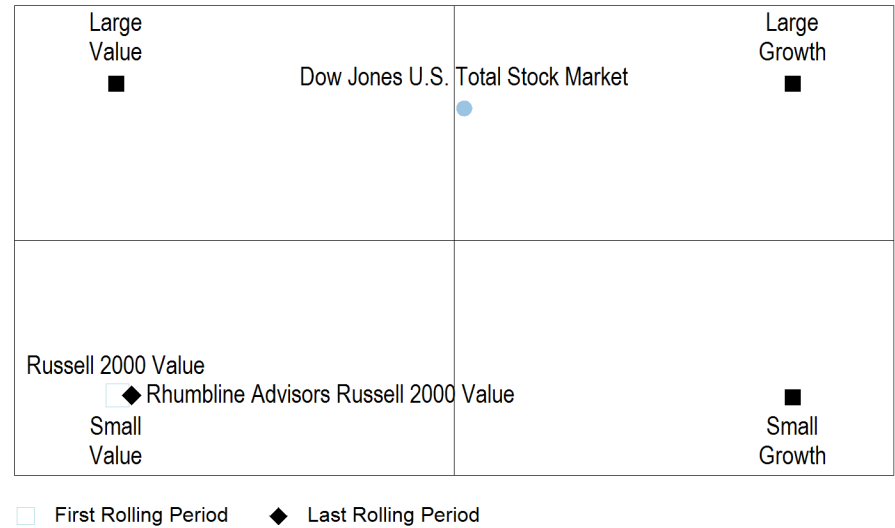 Large
Value
Large
Growth
Dow Jones U.S. Total Stock Market
Russell 2000 Value
Rhumbline Advisors Russell 2000 Value
Small
Value
Small
Growth
First Rolling Period
Last Rolling Period